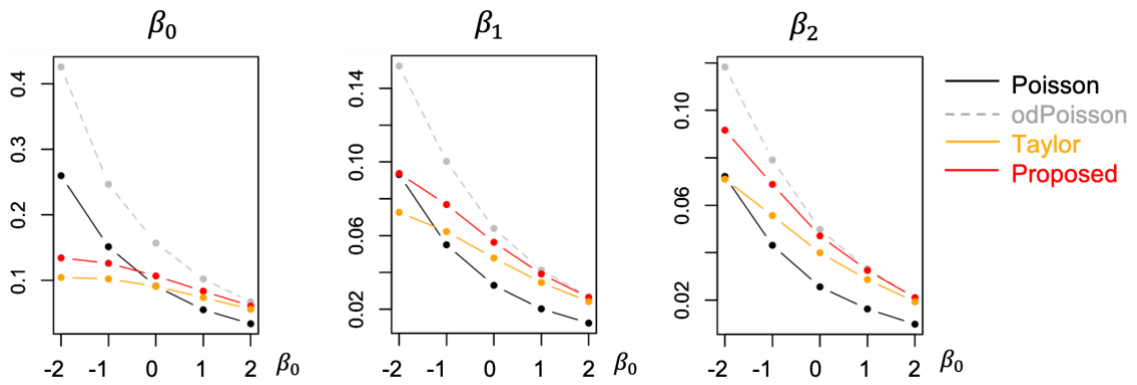 β₀
0.4
0.3
0.2
0.1
-2 -1 0 1 2 β₀
β₁
0.14
0.10
0.06
0.02
-2 -1 0 1 2 β₀
β₂
0.10
0.06
0.02
-2 -1 0 1 2 β₀
Poisson
odPoisson
Taylor
Proposed